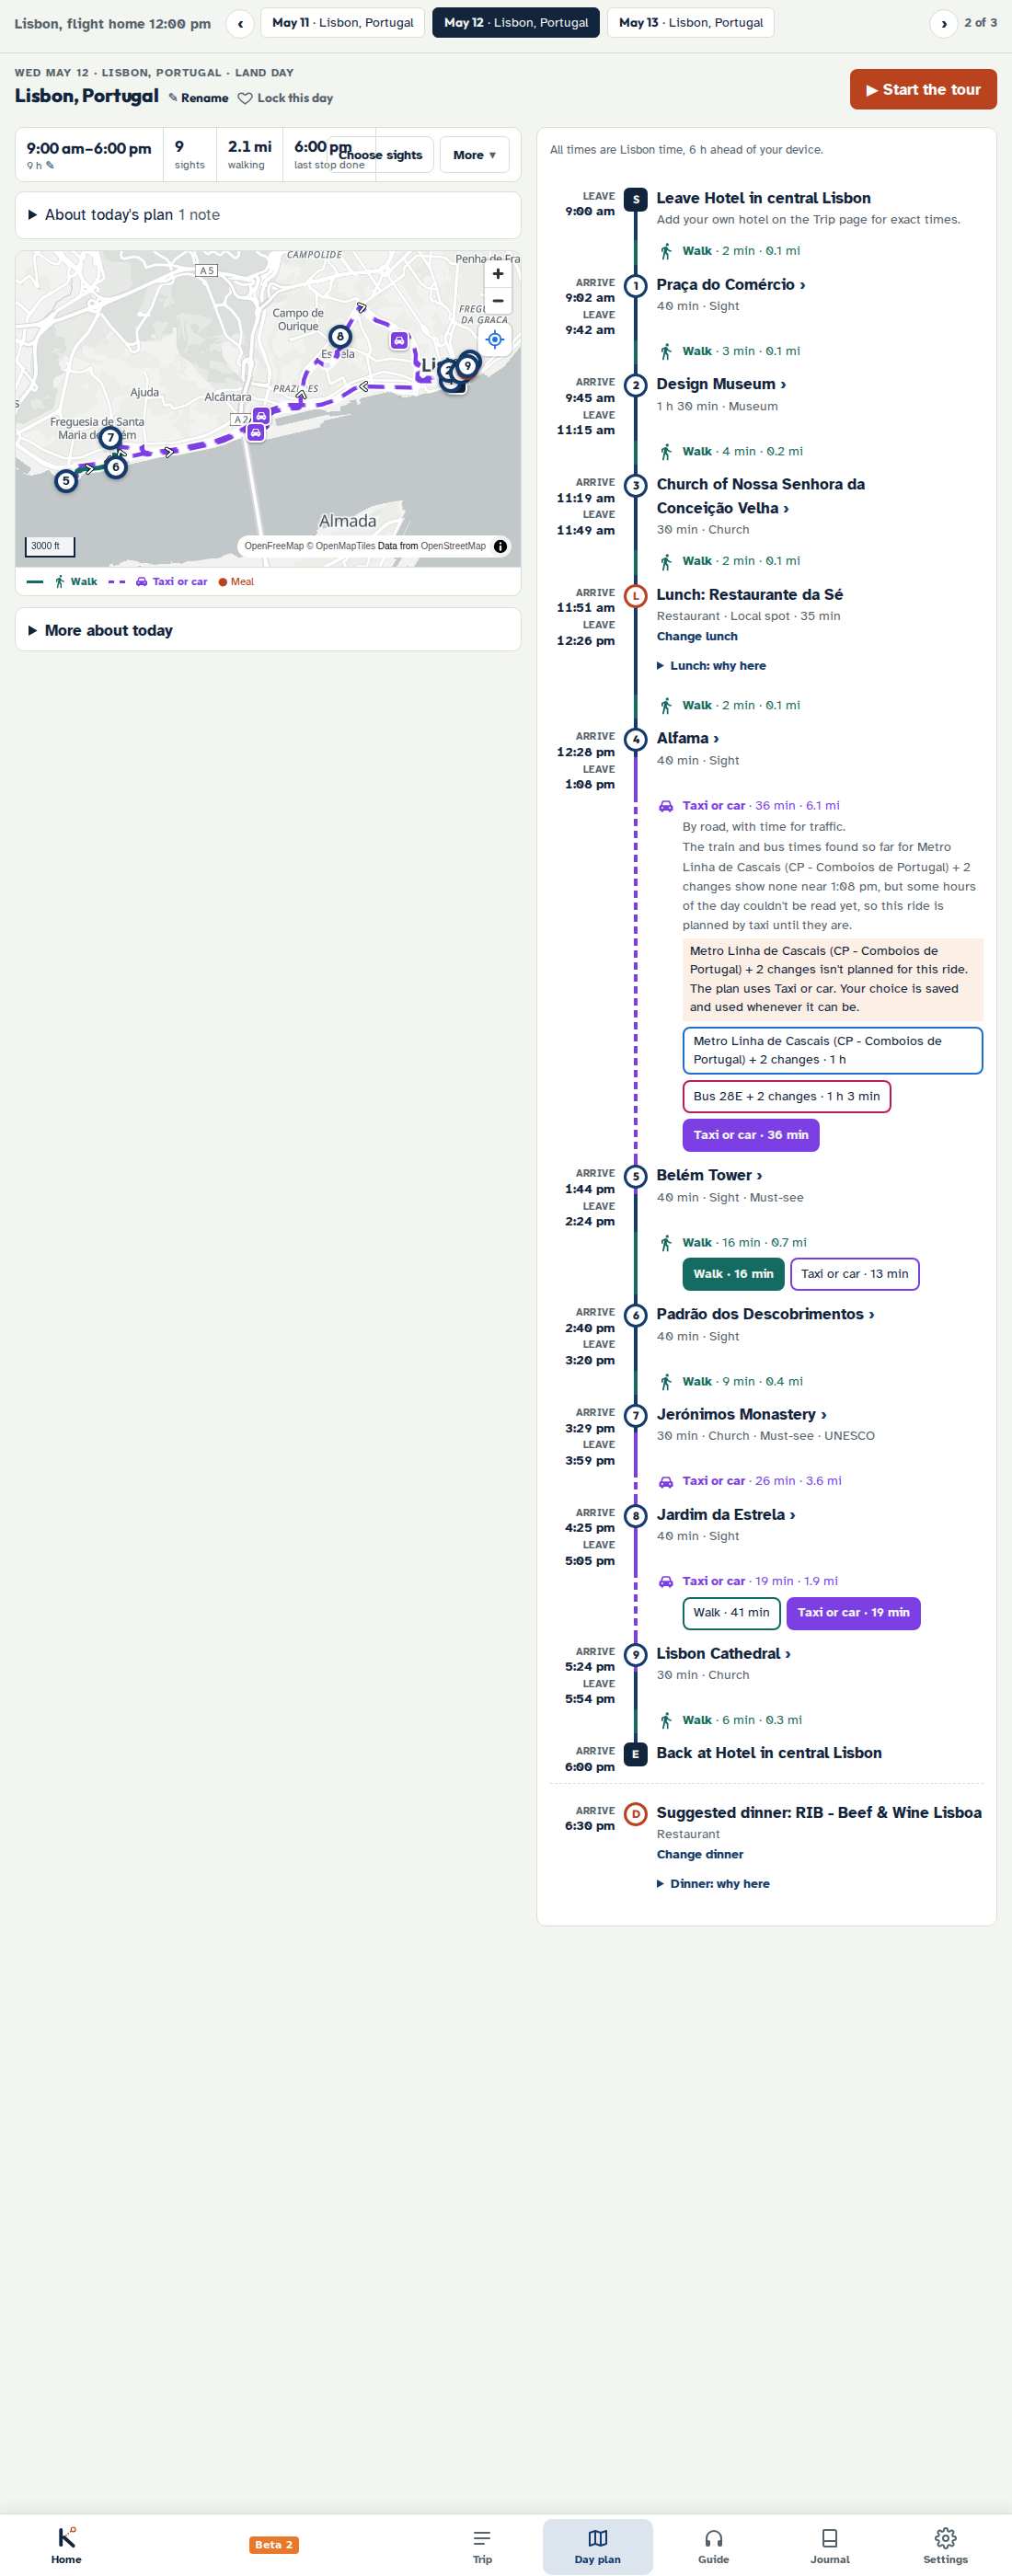 Lisbon, flight home 12:00 pm
‹
May 11 · Lisbon, Portugal
May 12 · Lisbon, Portugal
May 13 · Lisbon, Portugal
›
2 of 3
WED MAY 12 · LISBON, PORTUGAL · LAND DAY
Lisbon, Portugal ✎ Rename Lock this day
▶ Start the tour
9:00 am–6:00 pm
9 h ✎
9
sights
2.1 mi
walking
6:00 pm
last stop done
Choose sights
More ▾
▶ About today's plan 1 note
CAMPOLIDE
Penha de Fra
A 5
Campo de
Ourique
DA GRAÇA
8
9
Ajuda
Alcântara
Freguesia de Santa
7
6
5
Almada
3000 ft
OpenFreeMap © OpenMapTiles Data from OpenStreetMap
Walk
Taxi or car
Meal
▶ More about today
All times are Lisbon time, 6 h ahead of your device.
LEAVE
9:00 am
S
Leave Hotel in central Lisbon
Add your own hotel on the Trip page for exact times.
Walk · 2 min · 0.1 mi
ARRIVE
9:02 am
LEAVE
9:42 am
1
Praça do Comércio ›
40 min · Sight
Walk · 3 min · 0.1 mi
ARRIVE
9:45 am
LEAVE
11:15 am
2
Design Museum ›
1 h 30 min · Museum
Walk · 4 min · 0.2 mi
ARRIVE
11:19 am
LEAVE
11:49 am
3
Church of Nossa Senhora da
Conceição Velha ›
30 min · Church
Walk · 2 min · 0.1 mi
ARRIVE
11:51 am
LEAVE
12:26 pm
L
Lunch: Restaurante da Sé
Restaurant · Local spot · 35 min
Change lunch
▶ Lunch: why here
Walk · 2 min · 0.1 mi
ARRIVE
12:28 pm
LEAVE
1:08 pm
4
Alfama ›
40 min · Sight
Taxi or car · 36 min · 6.1 mi
By road, with time for traffic.
The train and bus times found so far for Metro
Linha de Cascais (CP - Comboios de Portugal) + 2
changes show none near 1:08 pm, but some hours
of the day couldn't be read yet, so this ride is
planned by taxi until they are.
Metro Linha de Cascais (CP - Comboios de
Portugal) + 2 changes isn't planned for this ride.
The plan uses Taxi or car. Your choice is saved
and used whenever it can be.
Metro Linha de Cascais (CP - Comboios de
Portugal) + 2 changes · 1 h
Bus 28E + 2 changes · 1 h 3 min
Taxi or car · 36 min
ARRIVE
1:44 pm
LEAVE
2:24 pm
5
Belém Tower ›
40 min · Sight · Must-see
Walk · 16 min · 0.7 mi
Walk · 16 min
Taxi or car · 13 min
ARRIVE
2:40 pm
LEAVE
3:20 pm
6
Padrão dos Descobrimentos ›
40 min · Sight
Walk · 9 min · 0.4 mi
ARRIVE
3:29 pm
LEAVE
3:59 pm
7
Jerónimos Monastery ›
30 min · Church · Must-see · UNESCO
Taxi or car · 26 min · 3.6 mi
ARRIVE
4:25 pm
LEAVE
5:05 pm
8
Jardim da Estrela ›
40 min · Sight
Taxi or car · 19 min · 1.9 mi
Walk · 41 min
Taxi or car · 19 min
ARRIVE
5:24 pm
LEAVE
5:54 pm
9
Lisbon Cathedral ›
30 min · Church
Walk · 6 min · 0.3 mi
ARRIVE
6:00 pm
E
Back at Hotel in central Lisbon
ARRIVE
6:30 pm
D
Suggested dinner: RIB - Beef & Wine Lisboa
Restaurant
Change dinner
▶ Dinner: why here
Home
Beta 2
Trip
Day plan
Guide
Journal
Settings